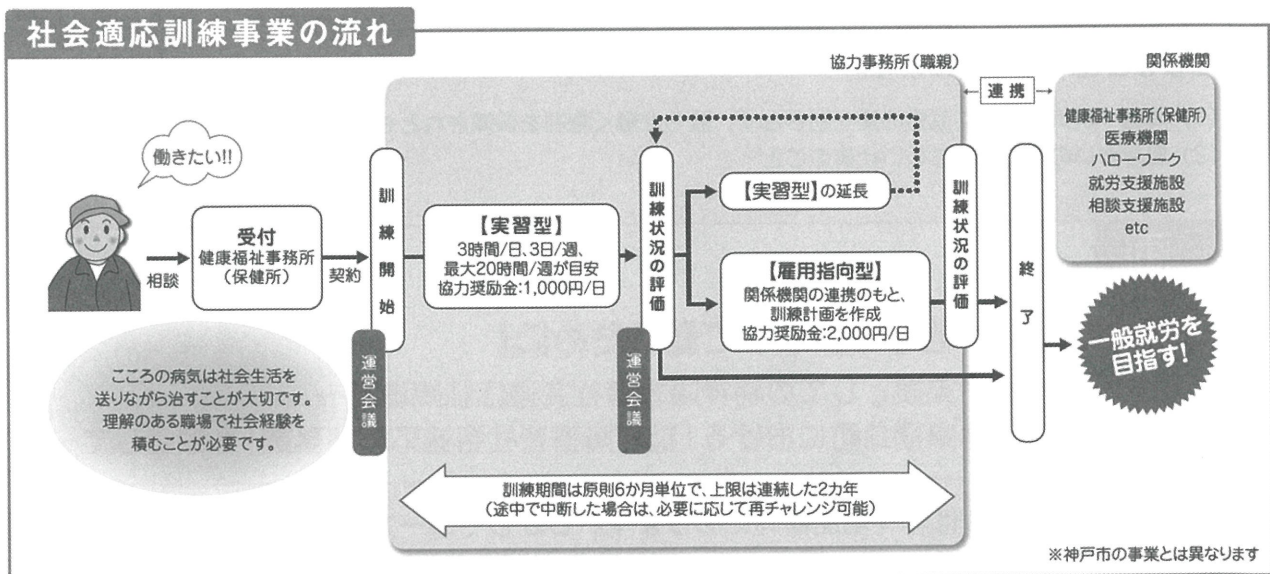 社会適応訓練事業の流れ
協力事務所(職親)
関係機関
連携
働きたい!!
相談
受付
健康福祉事務所
(保健所)
契約
訓練開始
運営会議
【実習型】
3時間/日、3日/週、
最大20時間/週が目安
協力奨励金:1,000円/日
訓練状況の評価
運営会議
【実習型】の延長
【雇用指向型】
関係機関の連携のもと、
訓練計画を作成
協力奨励金:2,000円/日
訓練状況の評価
終了
健康福祉事務所(保健所)
医療機関
ハローワーク
就労支援施設
相談支援施設
etc
一般就労を
目指す!
こころの病気は社会生活を
送りながら治すことが大切です。
理解のある職場で社会経験を
積むことが必要です。
訓練期間は原則6か月単位で、上限は連続した2カ年
(途中で中断した場合は、必要に応じて再チャレンジ可能)
※神戸市の事業とは異なります